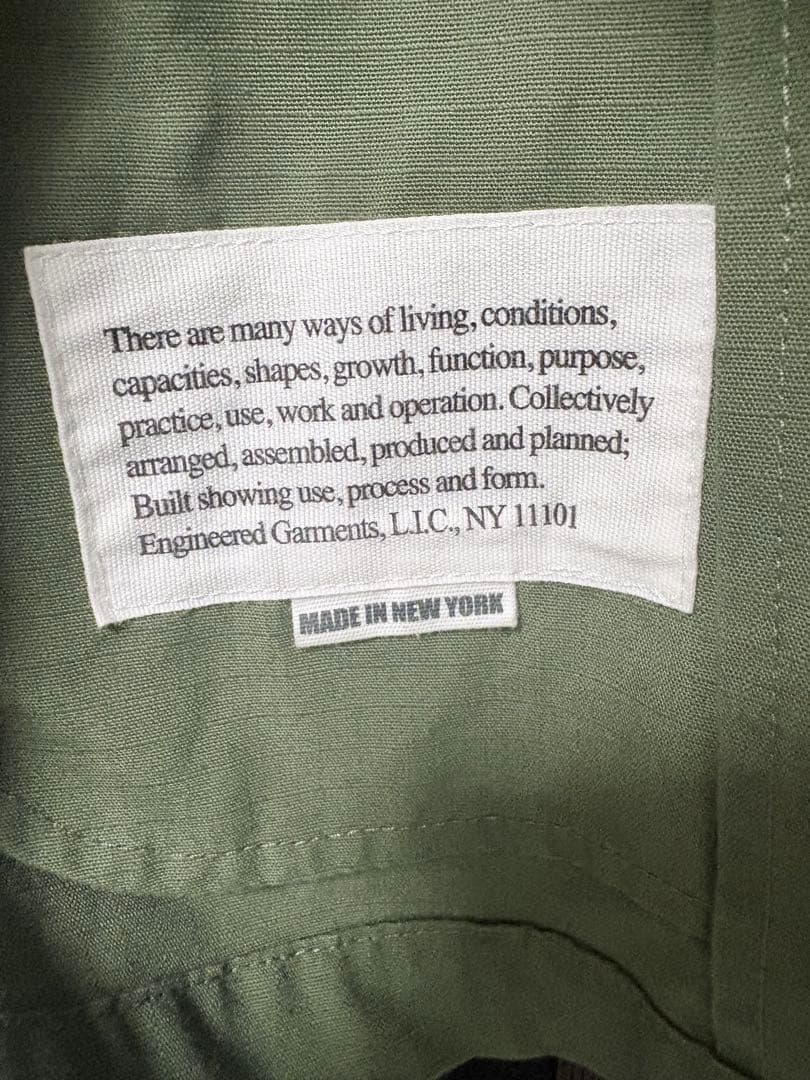 There are many ways of living, conditions,
capacities, shapes, growth, function, purpose,
practice, use, work and operation. Collectively
arranged, assembled, produced and planned;
Built showing use, process and form.
Engineered Garments, L.I.C., NY 11101
MADE IN NEW YORK